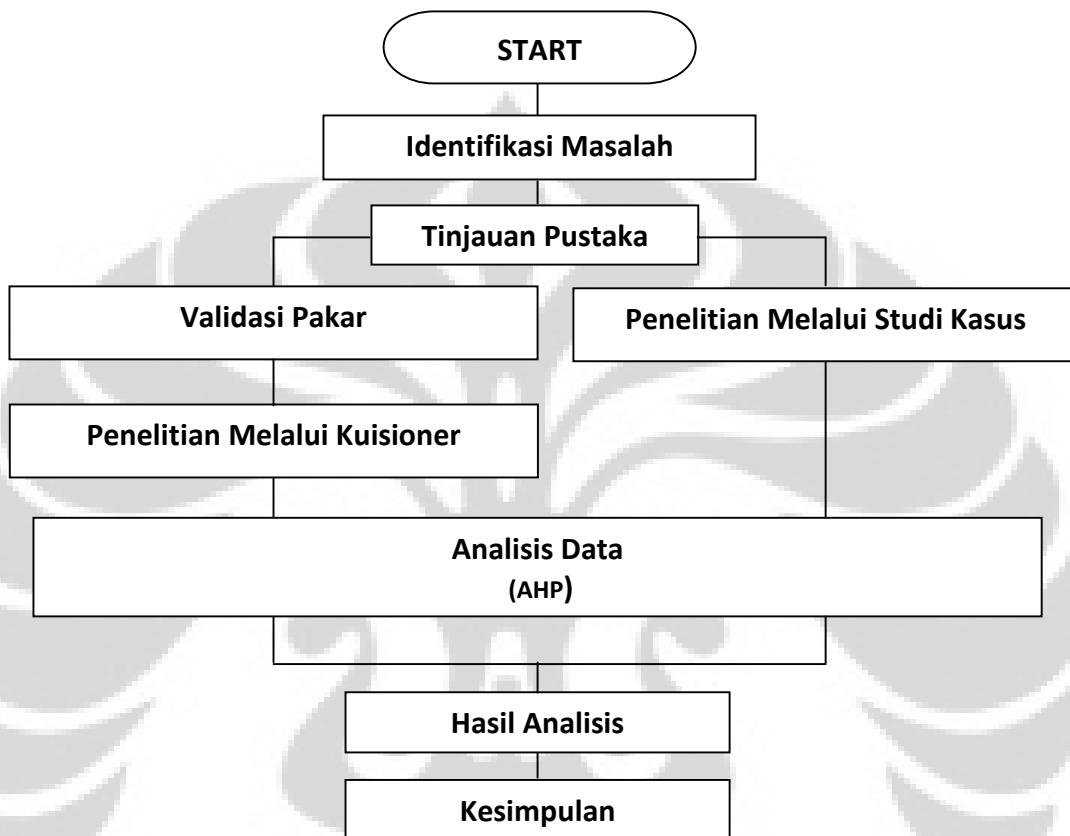 START
Identifikasi Masalah
Tinjauan Pustaka
Validasi Pakar
Penelitian Melalui Studi Kasus
Penelitian Melalui Kuisioner
Analisis Data
(AHP)
Hasil Analisis
Kesimpulan